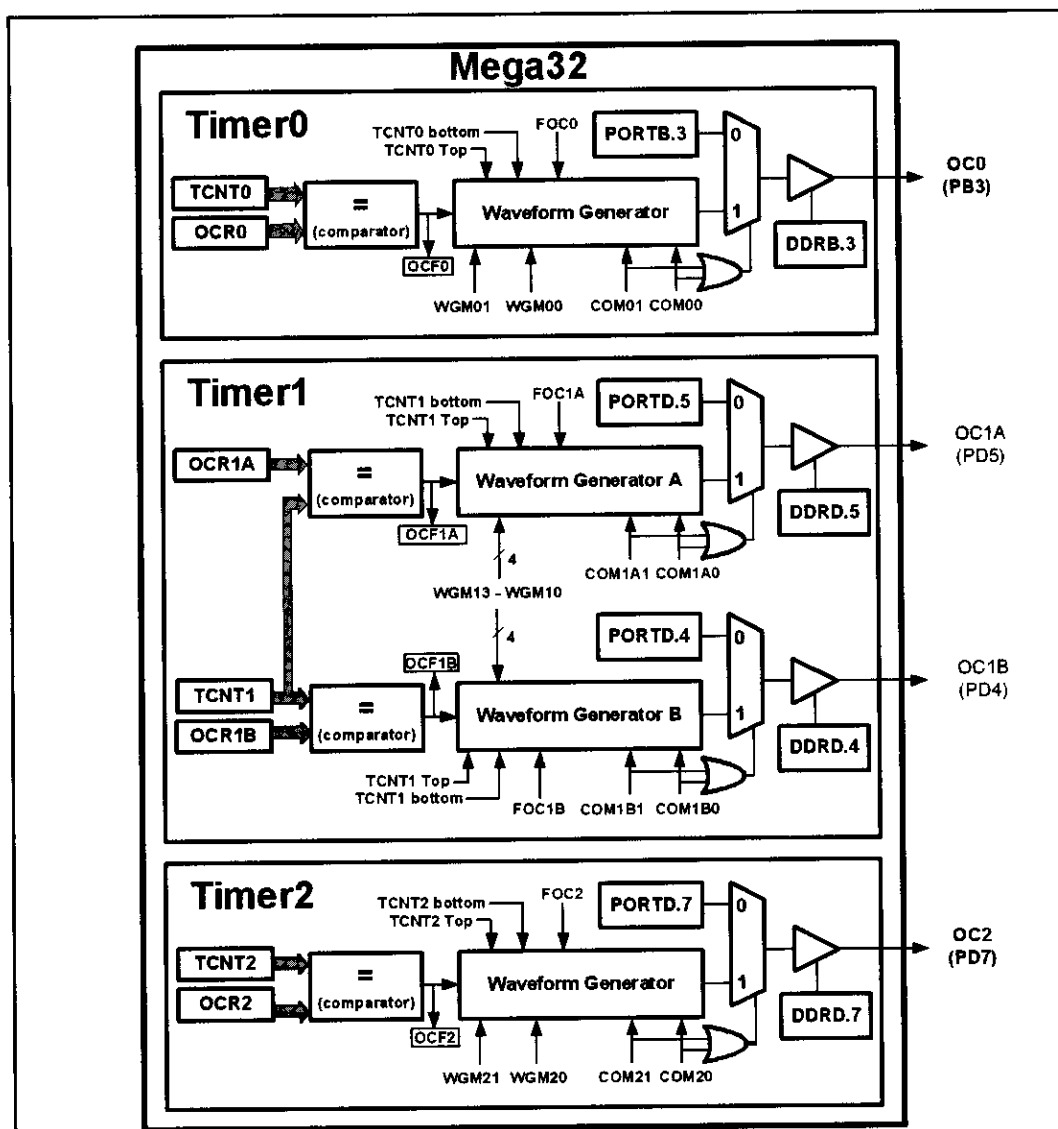 Mega32
Timer0
TCNT0 bottom
TCNT0 Top
FOC0
PORTB.3
0
OC0
(PB3)
TCNT0
OCR0
=
(comparator)
Waveform Generator
1
DDRB.3
OCF0
WGM01
WGM00
COM01
COM00
Timer1
TCNT1 bottom
TCNT1 Top
FOC1A
PORTD.5
0
OC1A
(PD5)
OCR1A
=
(comparator)
Waveform Generator A
1
DDRD.5
OCF1A
4
COM1A1
COM1A0
WGM13 - WGM10
4
OCF1B
PORTD.4
0
OC1B
(PD4)
TCNT1
OCR1B
=
(comparator)
Waveform Generator B
1
DDRD.4
TCNT1 Top
TCNT1 bottom
FOC1B
COM1B1
COM1B0
Timer2
TCNT2 bottom
TCNT2 Top
FOC2
PORTD.7
0
OC2
(PD7)
TCNT2
OCR2
=
(comparator)
Waveform Generator
1
DDRD.7
OCF2
WGM21
WGM20
COM21
COM20